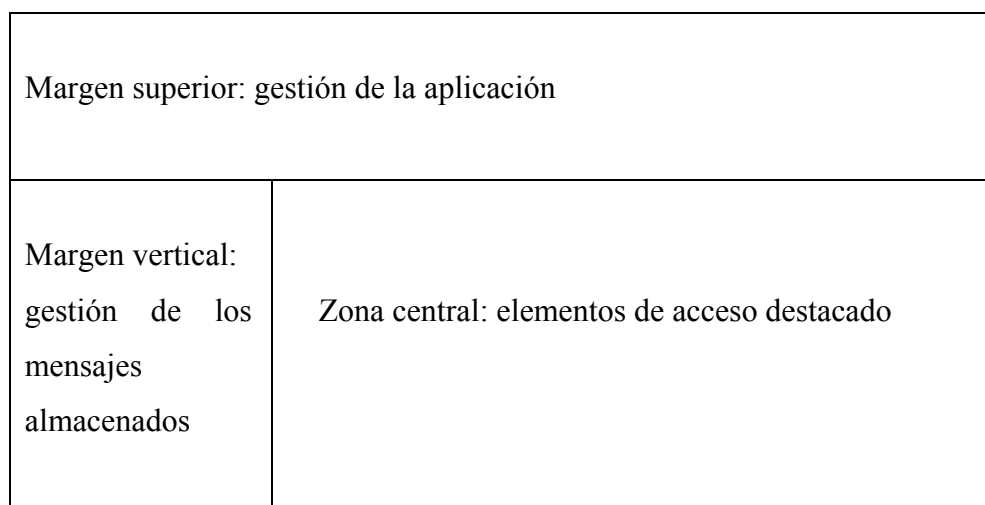 Margen superior: gestión de la aplicación
Margen vertical:
gestión de los
mensajes
almacenados
Zona central: elementos de acceso destacado